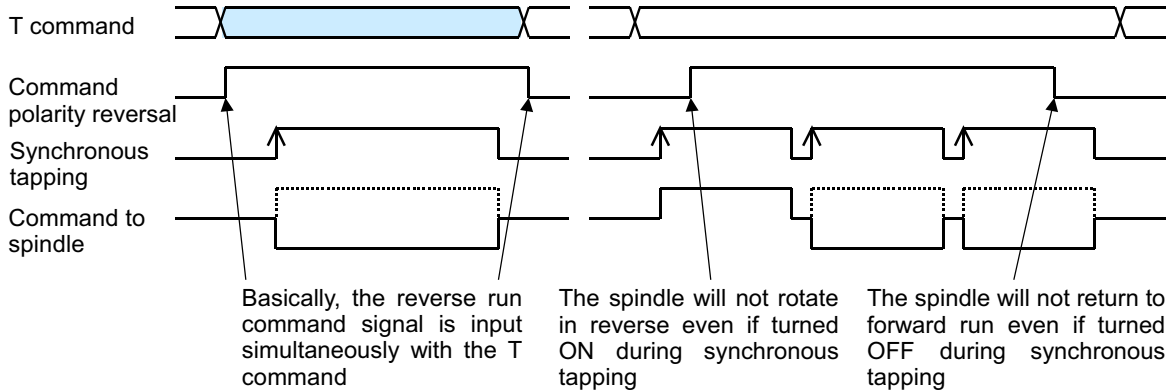 T command
Command
polarity reversal
Synchronous
tapping
Command to
spindle
Basically, the reverse run
command signal is input
simultaneously with the T
command
The spindle will not rotate
in reverse even if turned
ON during synchronous
tapping
The spindle will not return to
forward run even if turned
OFF during synchronous
tapping